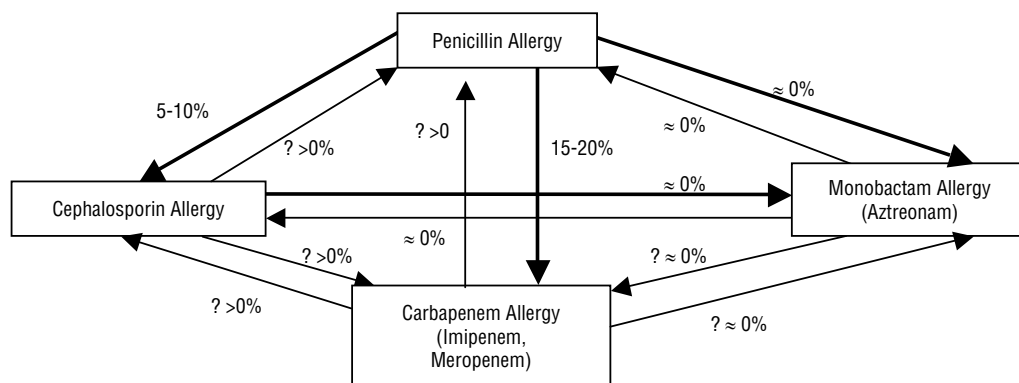 Penicillin Allergy
5-10%
? >0%
? >0
15-20%
≈ 0%
≈ 0%
Cephalosporin Allergy
≈ 0%
Monobactam Allergy
(Aztreonam)
≈ 0%
? >0%
? ≈ 0%
? >0%
Carbapenem Allergy
(Imipenem,
Meropenem)
? ≈ 0%